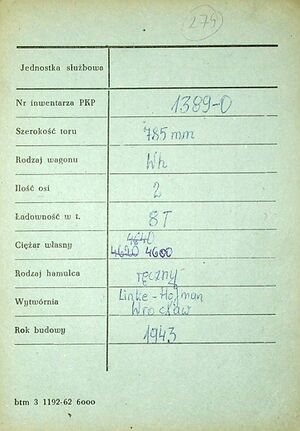 274
Jednostka służbowa
Nr inwentarza PKP 1389-0
Szerokość toru 785 mm
Rodzaj wagonu Wh
Ilość osi 2
Ładowność w t. 8T
4640
Ciężar własny 4620 4600
Rodzaj hamulca ręczny
Wytwórnia Linke-Hofman
Wrocław
Rok budowy 1943
btm 3 1192-62 6000